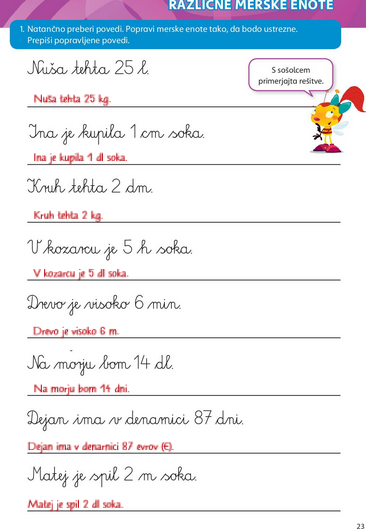 RAZLIČNE MERSKE ENOTE
1. Natančno preberi povedi. Popravi merske enote tako, da bodo ustrezne.
Prepiši popravljene povedi.
Nuša tehta 25 l.
S sošolcem
primerjajta rešitve.
Nuša tehta 25 kg.
Ina je kupila 1 cm soka.
Ina je kupila 1 dl soka.
Kruh tehta 2 dm.
Kruh tehta 2 kg.
V kozarcu je 5 h soka.
V kozarcu je 5 dl soka.
Drevo je visoko 6 min.
Drevo je visoko 6 m.
Na morju bom 14 dl.
Na morju bom 14 dni.
Dejan ima v denarnici 87 dni.
Dejan ima v denarnici 87 evrov (€).
Matej je spil 2 m soka.
Matej je spil 2 dl soka.
23